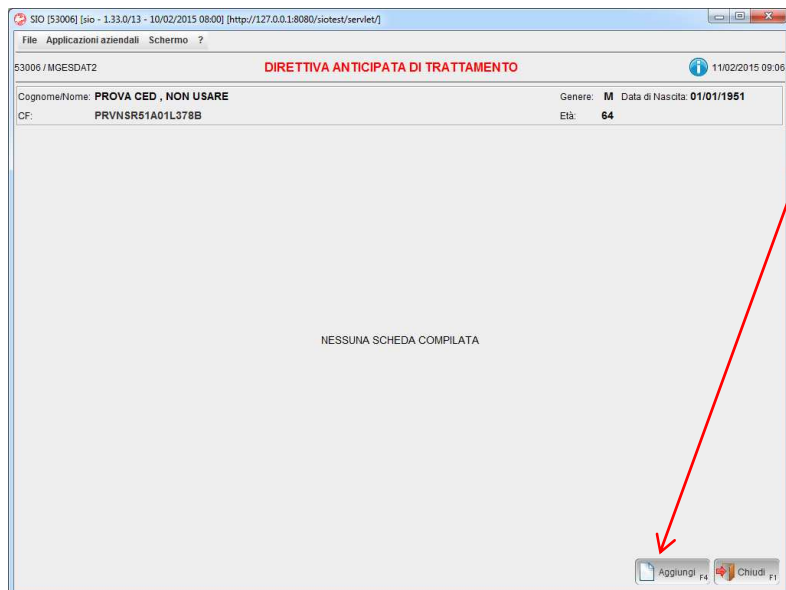 SIO [53006] [sio - 1.33.0/13 - 10/02/2015 08:00] [http://127.0.0.1:8080/siotest/servlet/]
File Applicazioni aziendali Schermo ?
53006 / MGESDAT2 DIRETTIVA ANTICIPATA DI TRATTAMENTO 11/02/2015 09:06
Cognome/Nome: PROVA CED , NON USARE Genere: M Data di Nascita: 01/01/1951
CF: PRVNSR51A01L378B Età: 64
NESSUNA SCHEDA COMPILATA
Aggiungi F4 Chiudi F1